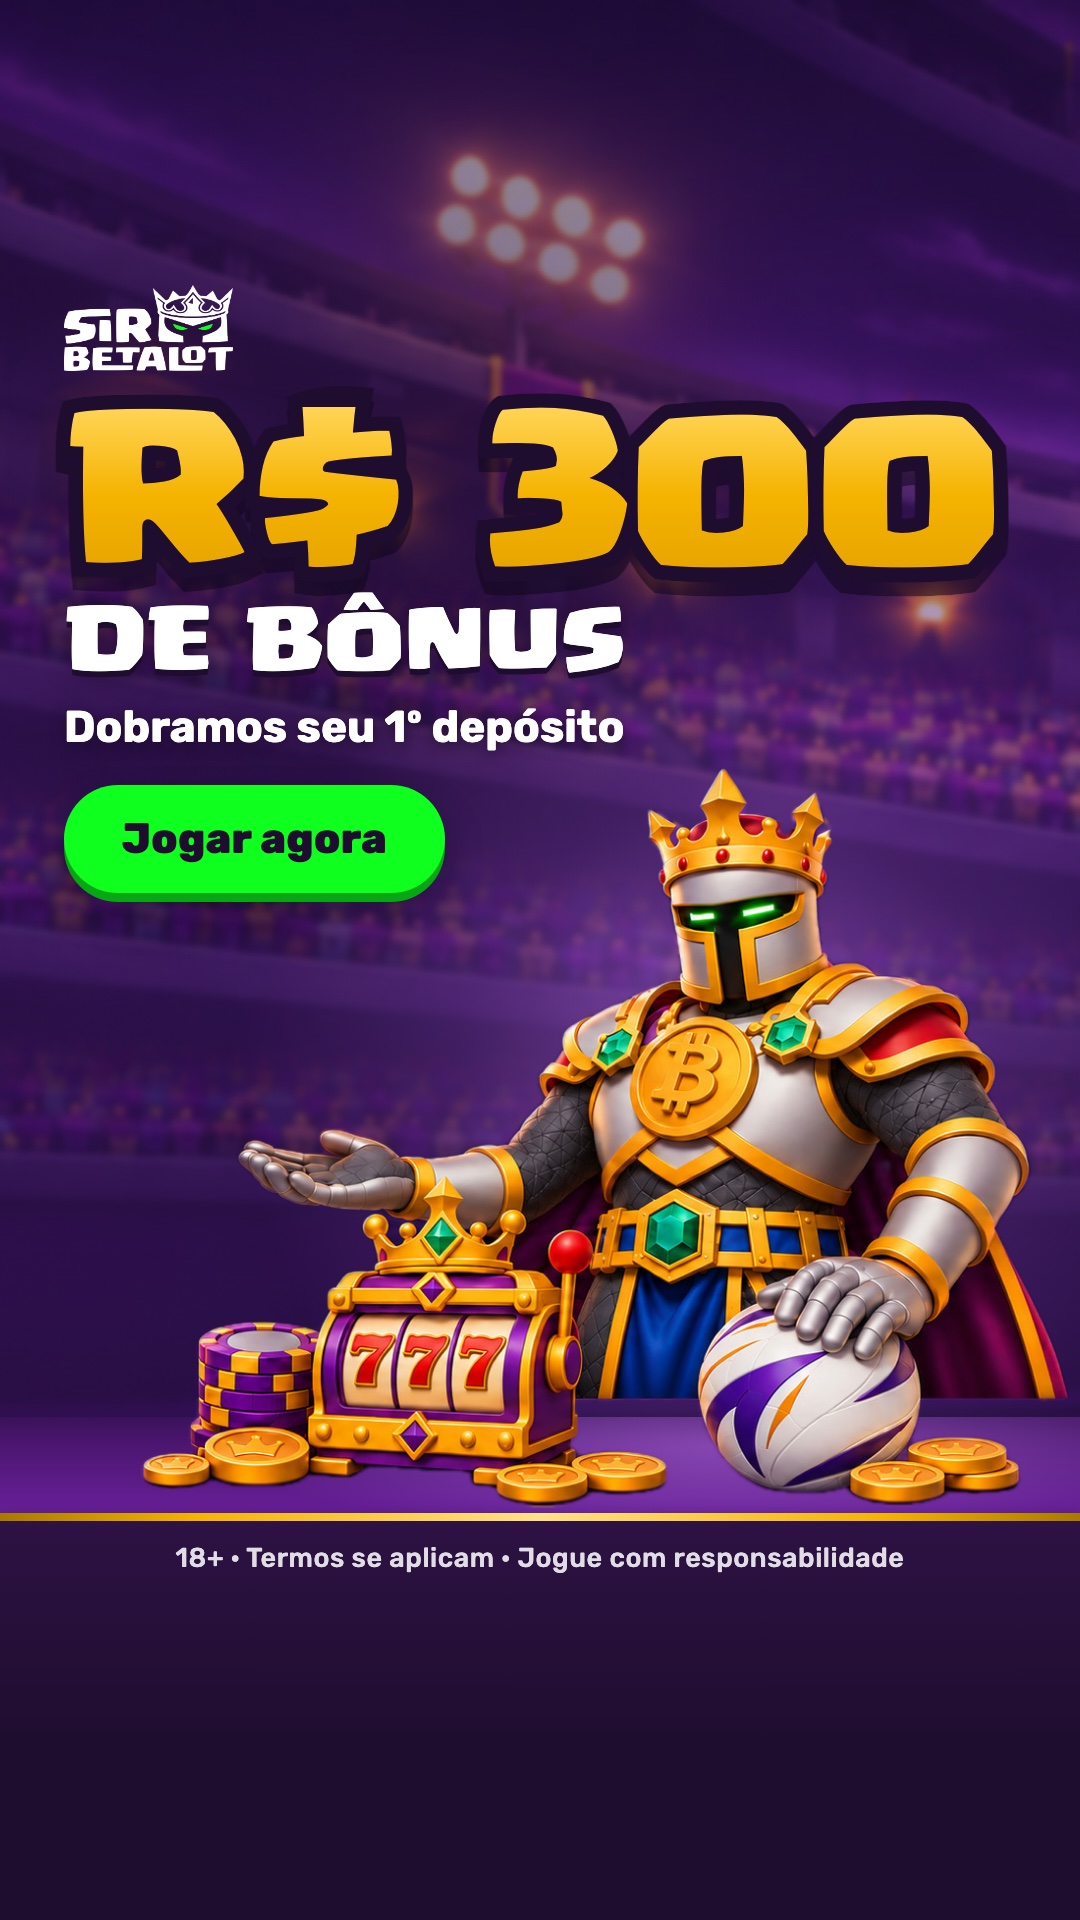 SIR
BETALOT
R$ 300
DE BÔNUS
Dobramos seu 1º depósito
Jogar agora
B
777
18+ • Termos se aplicam • Jogue com responsabilidade